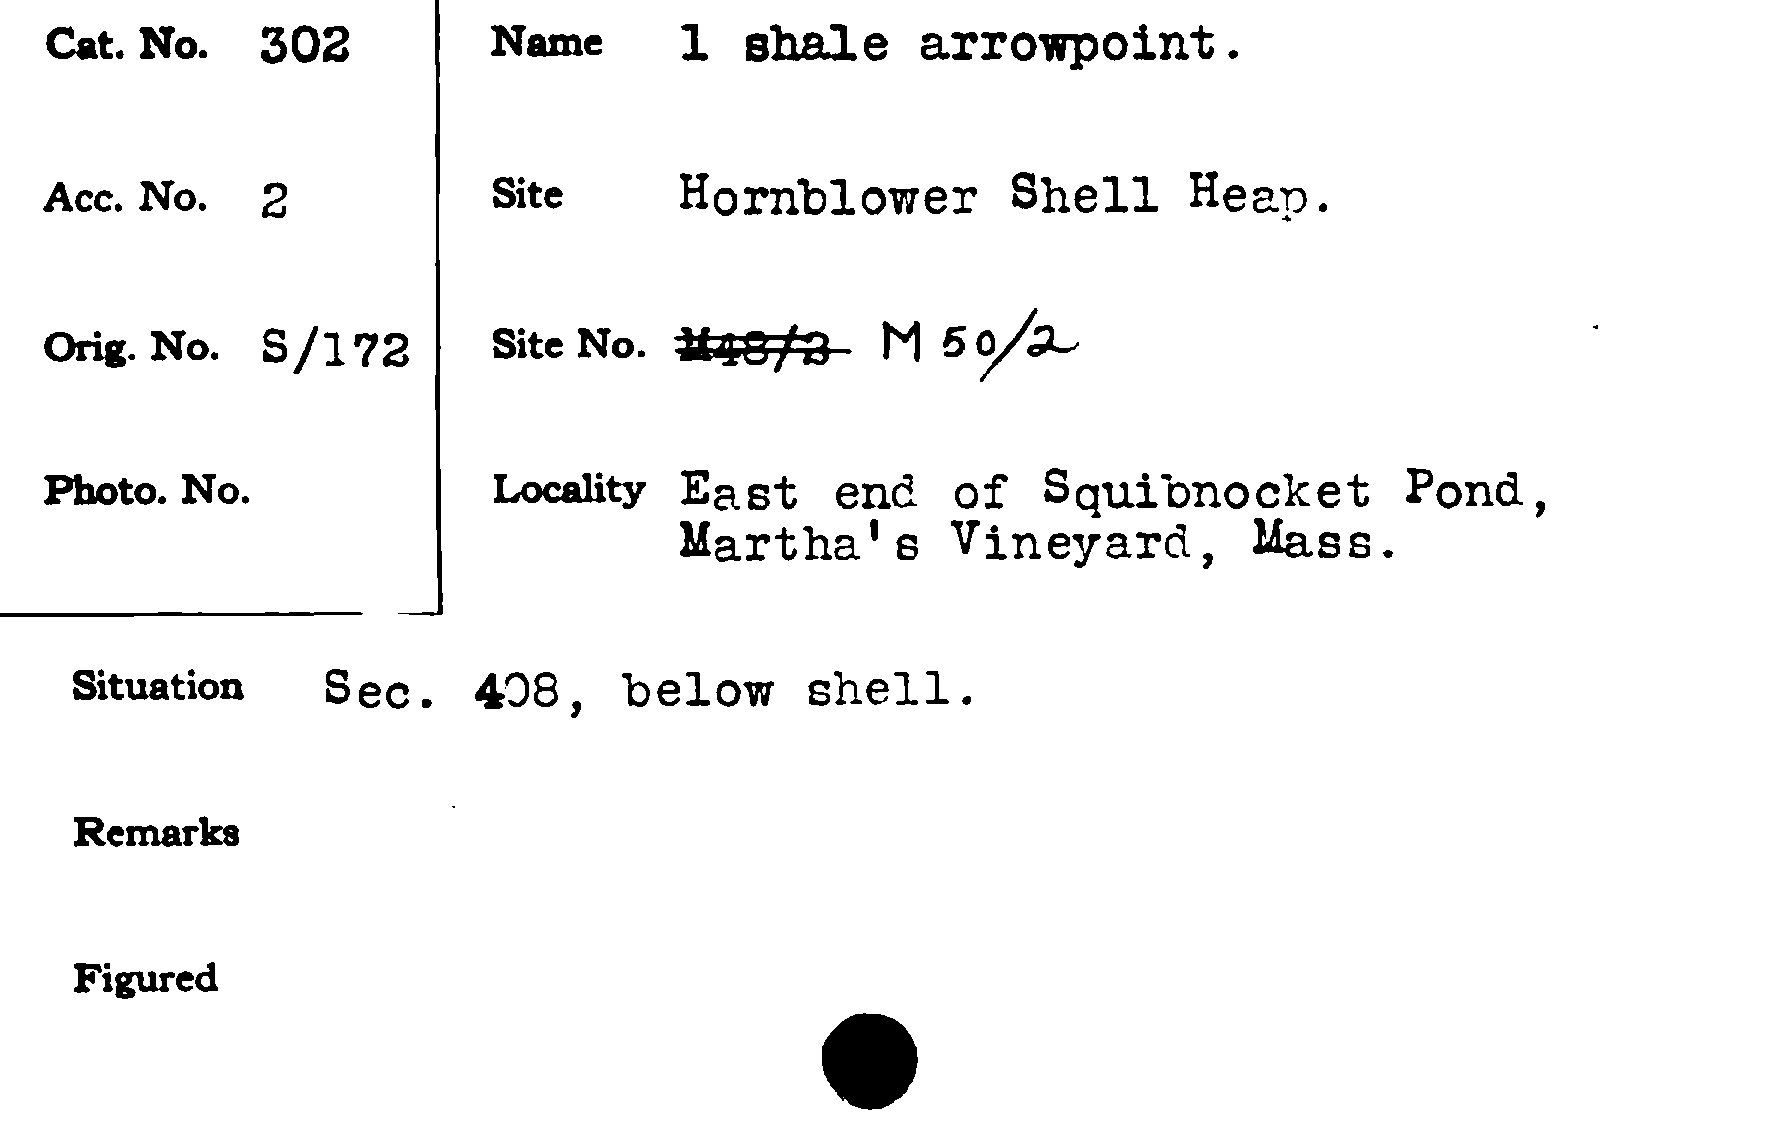 Cat. No. 302
Name 1 shale arrowpoint.
Acc. No. 2
Site Hornblower Shell Heap.
Orig. No. S/172
Site No. M48/2 M 50/2
Photo. No.
Locality East end of Squibnocket Pond,
Martha's Vineyard, Mass.
Situation Sec. 408, below shell.
Remarks
Figured